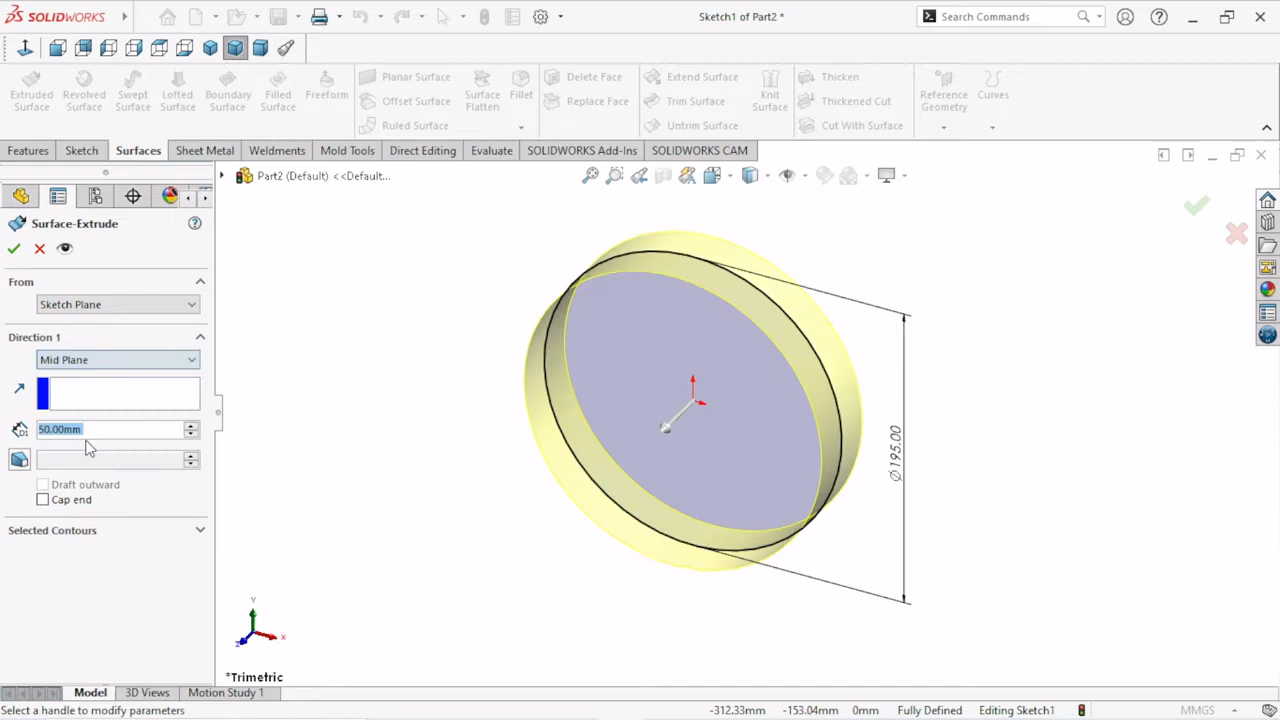 SOLIDWORKS
Sketch1 of Part2 *
Search Commands
Extruded Surface
Revolved Surface
Swept Surface
Lofted Surface
Boundary Surface
Filled Surface
Freeform
Planar Surface
Offset Surface
Ruled Surface
Surface Flatten
Fillet
Delete Face
Replace Face
Extend Surface
Trim Surface
Untrim Surface
Knit Surface
Thicken
Thickened Cut
Cut With Surface
Reference Geometry
Curves
Features
Sketch
Surfaces
Sheet Metal
Weldments
Mold Tools
Direct Editing
Evaluate
SOLIDWORKS Add-Ins
SOLIDWORKS CAM
Part2 (Default) <<Default...
Surface-Extrude
From
Sketch Plane
Direction 1
Mid Plane
D1
50.00mm
Draft outward
Cap end
Selected Contours
Ø195.00
Y
X
Z
*Trimetric
Model
3D Views
Motion Study 1
Select a handle to modify parameters
-312.33mm
-153.04mm
0mm
Fully Defined
Editing Sketch1
MMGS